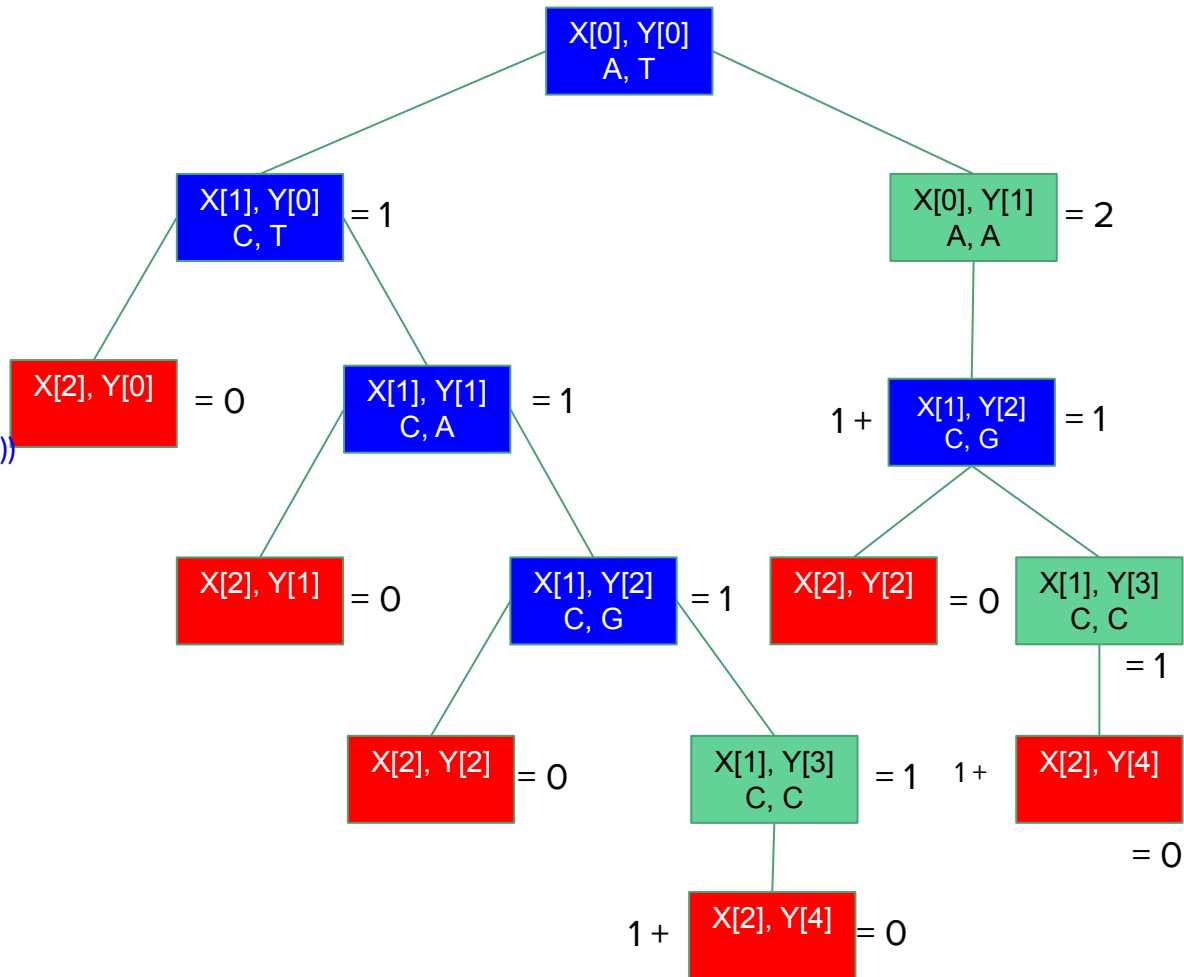 X[0], Y[0]
A, T
X[1], Y[0]
C, T
= 1
X[0], Y[1]
A, A
= 2
X[2], Y[0]
= 0
X[1], Y[1]
C, A
= 1
1 +
X[1], Y[2]
C, G
= 1
))
X[2], Y[1]
= 0
X[1], Y[2]
C, G
= 1
X[2], Y[2]
= 0
X[1], Y[3]
C, C
= 1
X[2], Y[2]
= 0
X[1], Y[3]
C, C
= 1
1 +
X[2], Y[4]
= 0
1 +
X[2], Y[4]
= 0